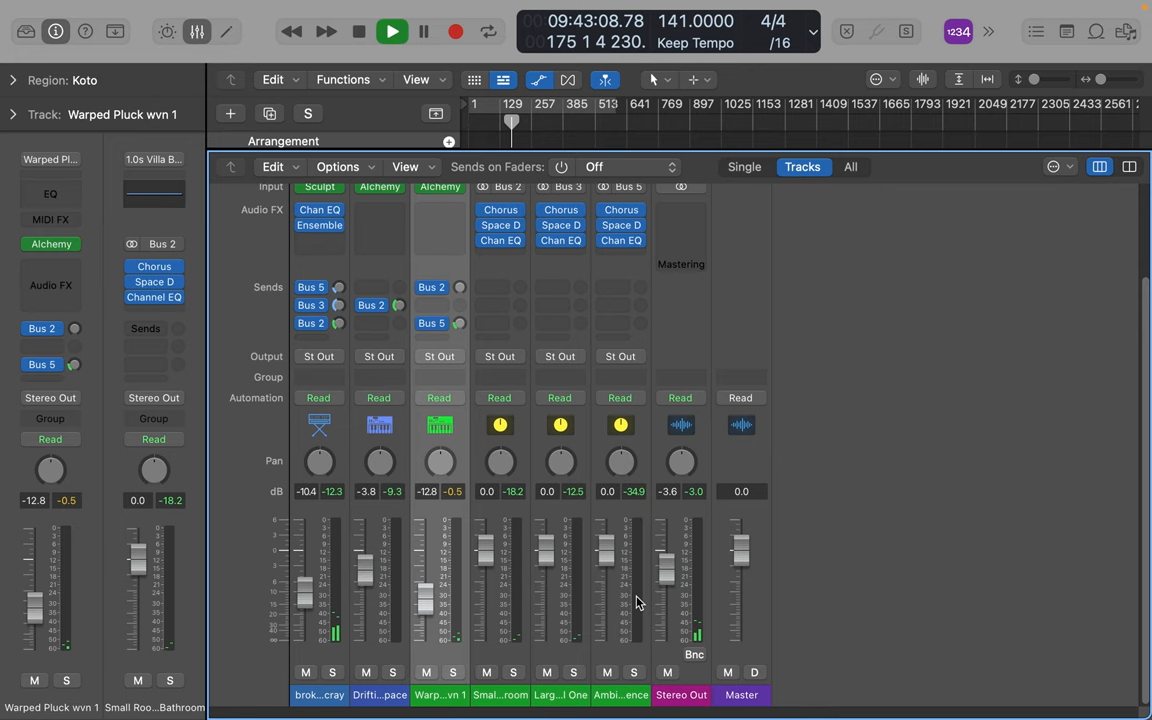 09:43:08.78 141.0000 4/4
175 1 4 230. Keep Tempo /16
1234
Region: Koto
Edit Functions View
Track: Warped Pluck wvn 1
S
1 129 257 385 513 641 769 897 1025 1153 1281 1409 1537 1665 1793 1921 2049 2177 2305 2433 2561
Arrangement
Edit Options View Sends on Faders: Off Single Tracks All
Warped Pl... 1.0s Villa B...
EQ
MIDI FX
Alchemy Bus 2
Audio FX
Chorus
Space D
Channel EQ
Bus 2 Sends
Bus 5
Stereo Out Stereo Out
Group Group
Read Read
-12.8 -0.5 0.0 -18.2
M S M S
Warped Pluck wvn 1 Small Roo...Bathroom
Input Sculpt Alchemy Alchemy Bus 2 Bus 3 Bus 5
Audio FX Chan EQ Chorus Chorus Chorus
Ensemble Space D Space D Space D
Chan EQ Chan EQ Chan EQ
Mastering
Sends Bus 5 Bus 2
Bus 3 Bus 2
Bus 2 Bus 5
Output St Out St Out St Out St Out St Out St Out
Group
Automation Read Read Read Read Read Read Read Read
Pan
dB -10.4 -12.3 -3.8 -9.3 -12.8 -0.5 0.0 -18.2 0.0 -12.5 0.0 -34.9 -3.6 -3.0 0.0
Bnc
M S M S M S M S M S M S M M D
brok...cray Drifti...pace Warp...vn 1 Smal...room Larg...l One Ambi...ence Stereo Out Master